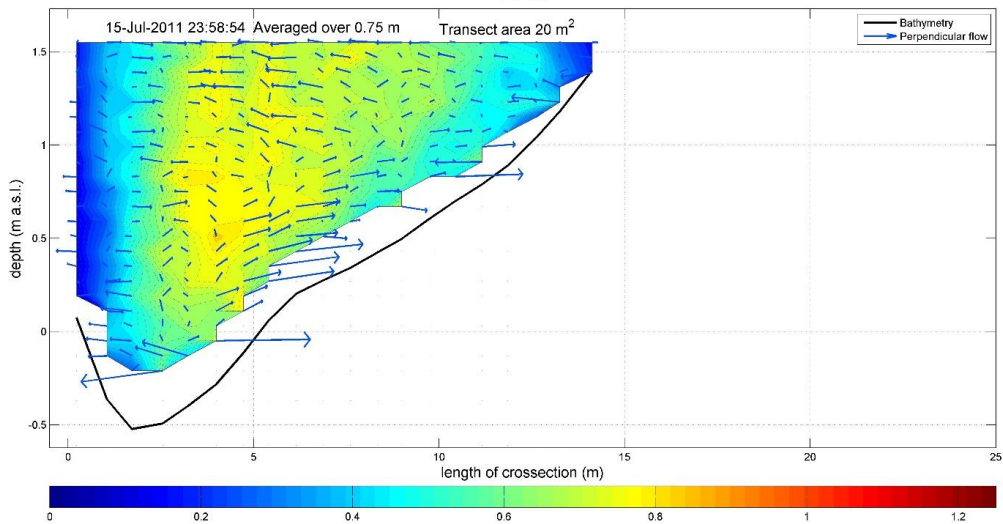 15-Jul-2011 23:58:54 Averaged over 0.75 m Transect area 20 m²
Bathymetry
Perpendicular flow
1.5
1
0.5
0
-0.5
depth (m a.s.l.)
0 5 10 15 20 25
length of crossection (m)
0 0.2 0.4 0.6 0.8 1 1.2